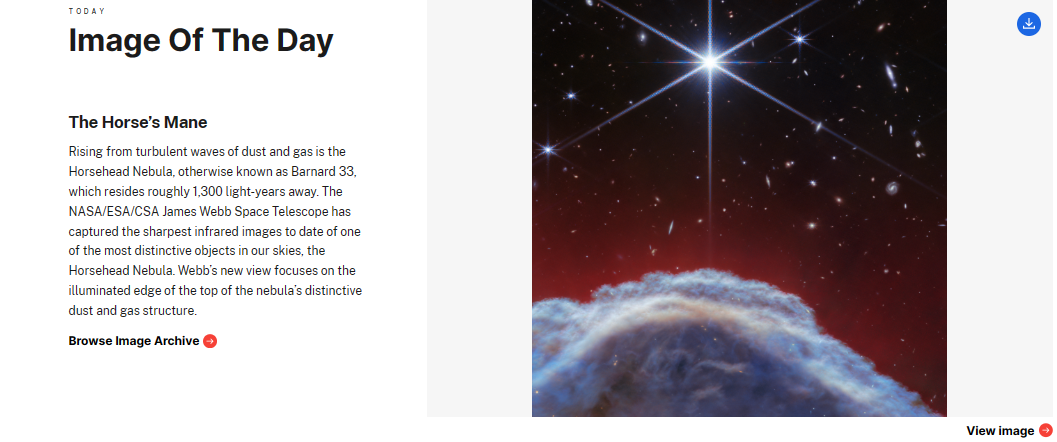 TODAY
Image Of The Day
The Horse’s Mane
Rising from turbulent waves of dust and gas is the
Horsehead Nebula, otherwise known as Barnard 33,
which resides roughly 1,300 light-years away. The
NASA/ESA/CSA James Webb Space Telescope has
captured the sharpest infrared images to date of one
of the most distinctive objects in our skies, the
Horsehead Nebula. Webb’s new view focuses on the
illuminated edge of the top of the nebula’s distinctive
dust and gas structure.
Browse Image Archive
View image